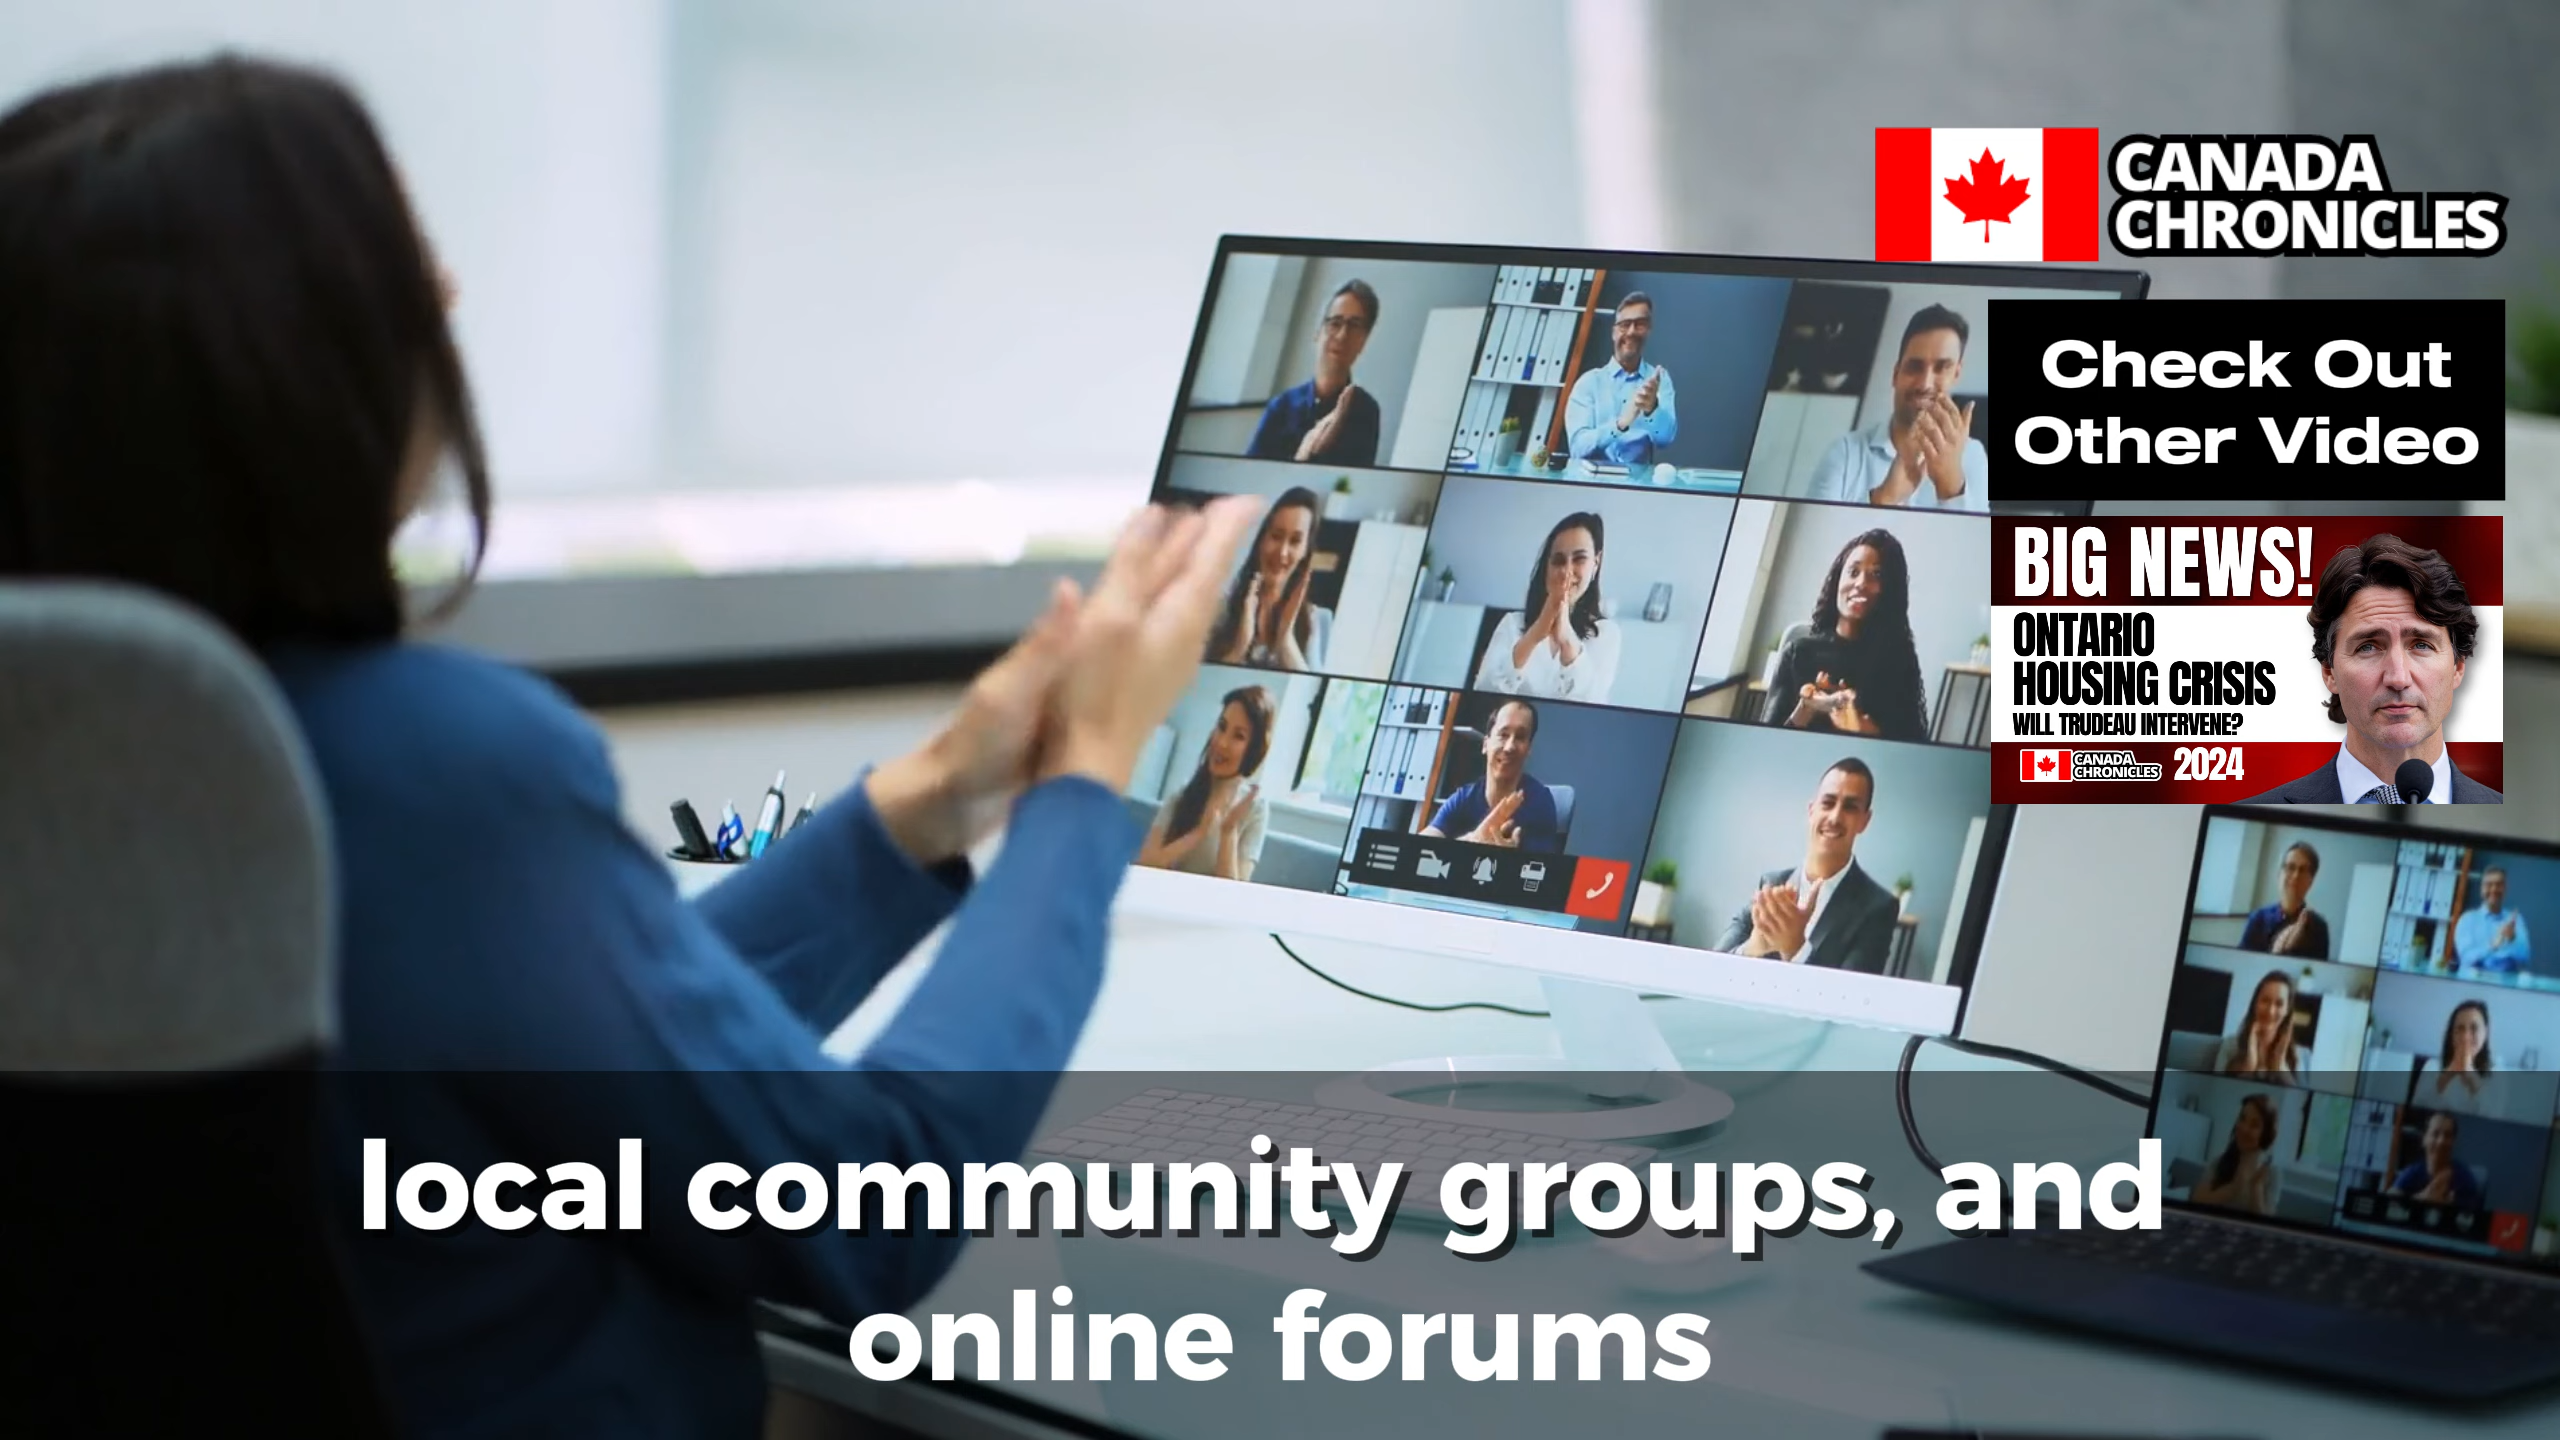 CANADA
CHRONICLES
Check Out
Other Video
BIG NEWS!
ONTARIO
HOUSING CRISIS
WILL TRUDEAU INTERVENE?
CANADA
CHRONICLES
2024
local community groups, and
online forums